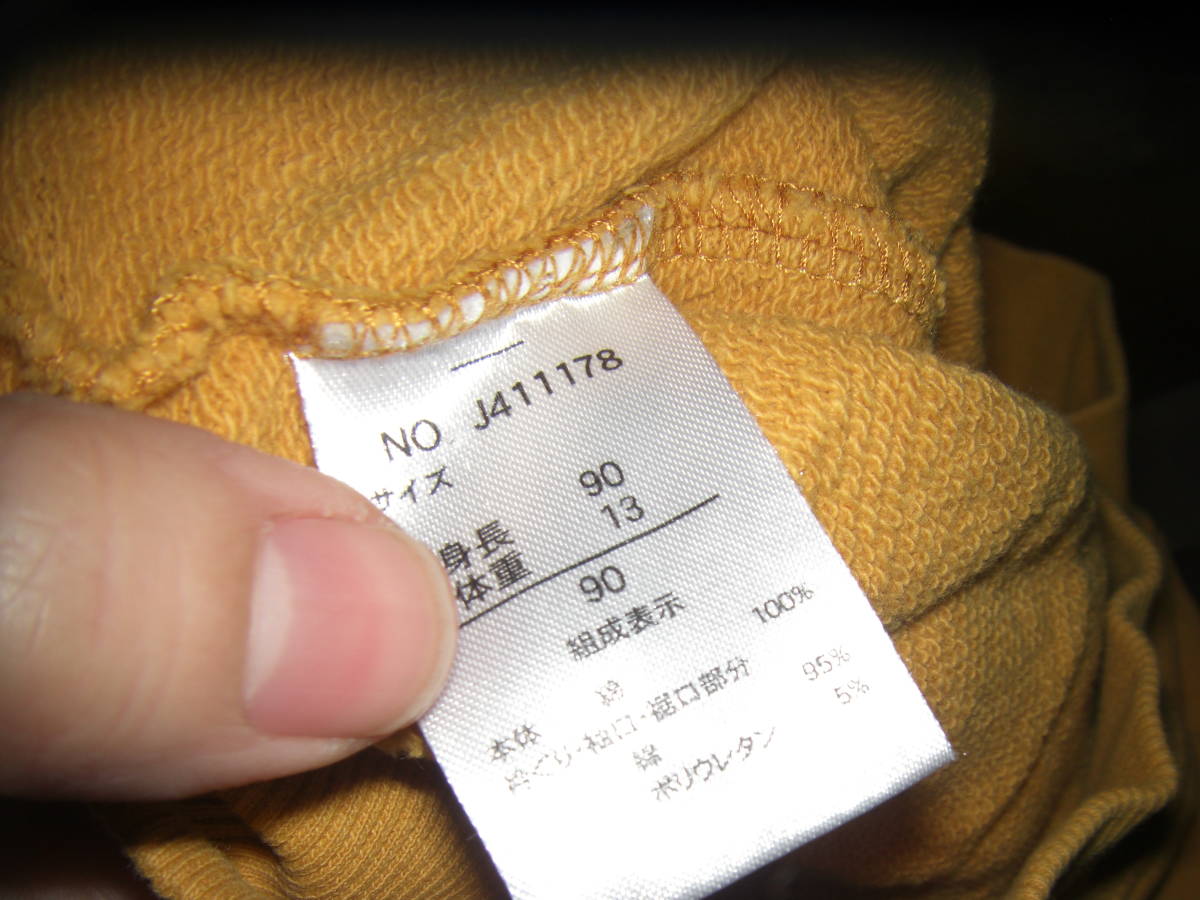 NO. J411178
サイズ 90
身長 13
体重
90
組成表示
本体 綿 100%
衿ぐり・袖口・裾口部分
綿 95%
ポリウレタン 5%